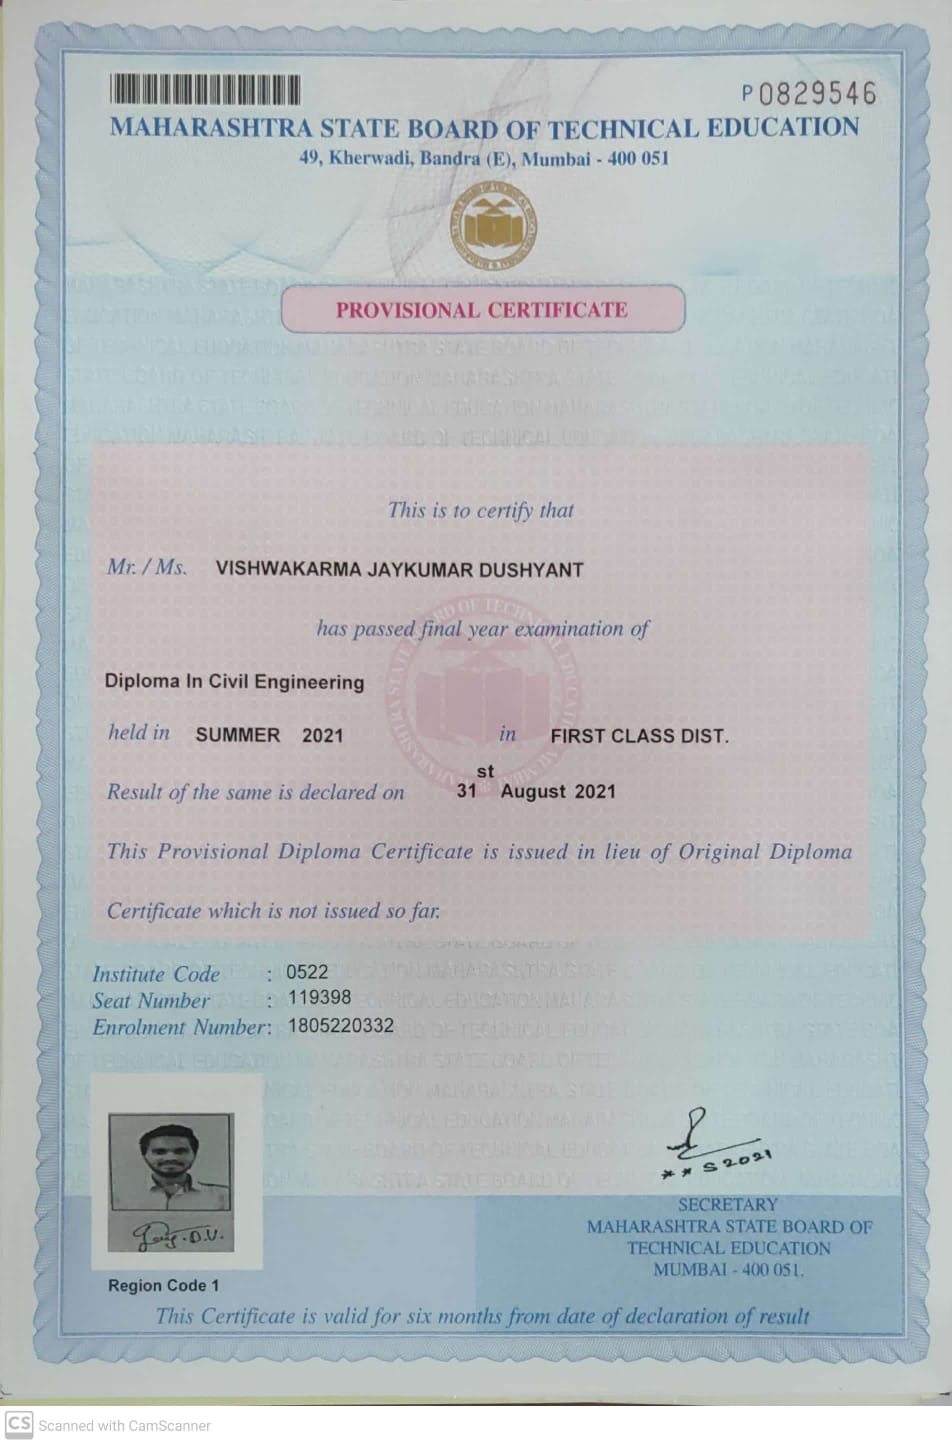 P0829546
MAHARASHTRA STATE BOARD OF TECHNICAL EDUCATION
49, Kherwadi, Bandra (E), Mumbai - 400 051
PROVISIONAL CERTIFICATE
This is to certify that
Mr. / Ms. VISHWAKARMA JAYKUMAR DUSHYANT
has passed final year examination of
Diploma In Civil Engineering
held in SUMMER 2021 in FIRST CLASS DIST.
Result of the same is declared on 31st August 2021
This Provisional Diploma Certificate is issued in lieu of Original Diploma
Certificate which is not issued so far.
Institute Code : 0522
Seat Number : 119398
Enrolment Number: 1805220332
**S2021
SECRETARY
MAHARASHTRA STATE BOARD OF
TECHNICAL EDUCATION
MUMBAI - 400 051.
Region Code 1
This Certificate is valid for six months from date of declaration of result
CS Scanned with CamScanner